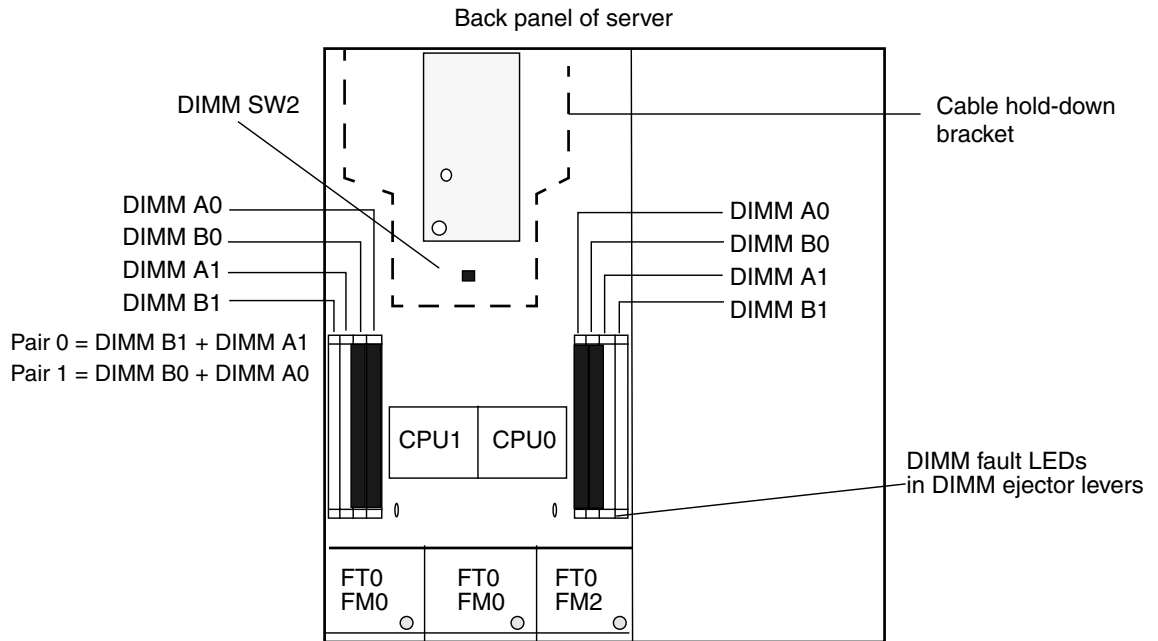 Back panel of server
DIMM SW2
Cable hold-down
bracket
DIMM A0
DIMM B0
DIMM A1
DIMM B1
Pair 0 = DIMM B1 + DIMM A1
Pair 1 = DIMM B0 + DIMM A0
DIMM A0
DIMM B0
DIMM A1
DIMM B1
CPU1
CPU0
DIMM fault LEDs
in DIMM ejector levers
FT0
FM0
FT0
FM0
FT0
FM2